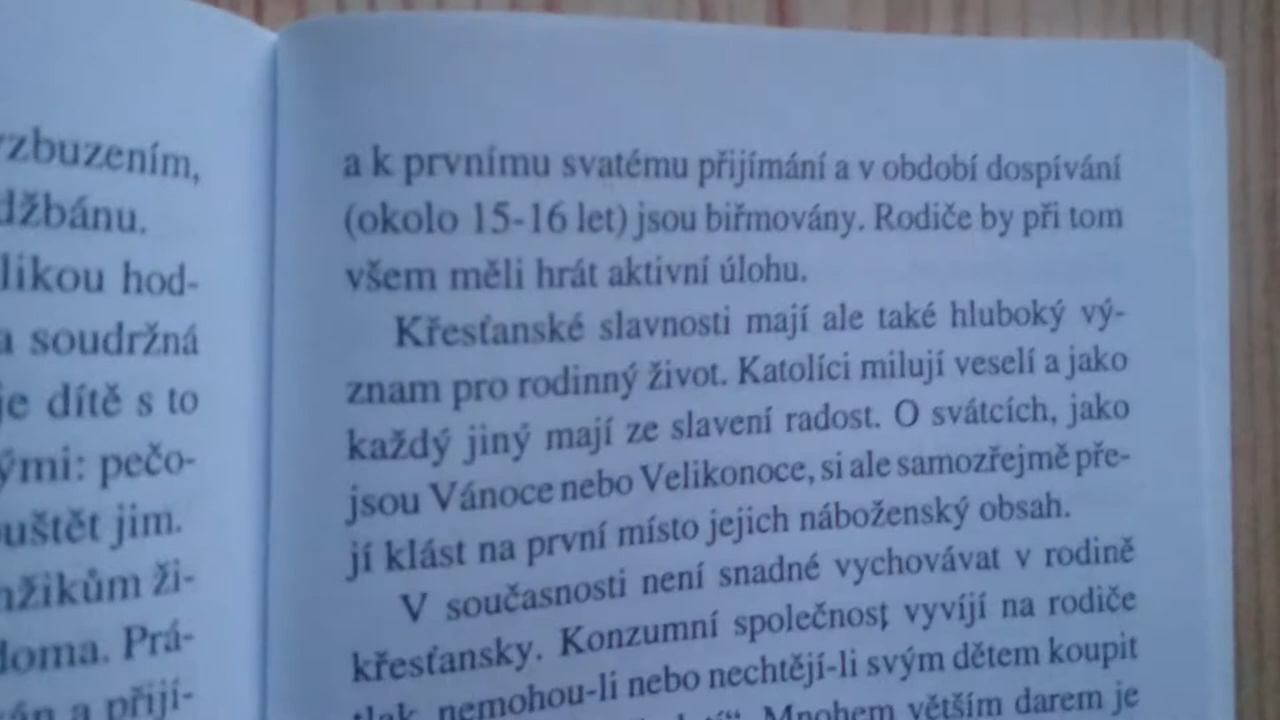 vzbuzením,
džbánu.
likou hod-
a soudržná
je dítě s to
ými: pečo-
uštět jim.
nžikům ži-
doma. Prá-
a přijí-
a k prvnímu svatému přijímání a v období dospívání
(okolo 15-16 let) jsou biřmovány. Rodiče by při tom
všem měli hrát aktivní úlohu.
Křesťanské slavnosti mají ale také hluboký vý-
znam pro rodinný život. Katolíci milují veselí a jako
každý jiný mají ze slavení radost. O svátcích, jako
jsou Vánoce nebo Velikonoce, si ale samozřejmě pře-
jí klást na první místo jejich náboženský obsah.
V současnosti není snadné vychovávat v rodině
křesťansky. Konzumní společnost vyvíjí na rodiče
tlak, nemohou-li nebo nechtějí-li svým dětem koupit
Mnohem větším darem je